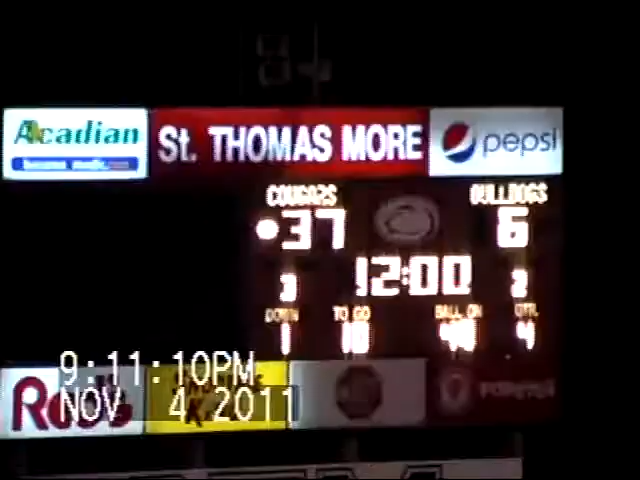 Acadian
St. THOMAS MORE
pepsi
COUGARS
BULLDOGS
37
6
12:00
3
DOWN
TO GO
BALL ON
QTR
1
10
4
9:11:10PM
NOV 4 2011